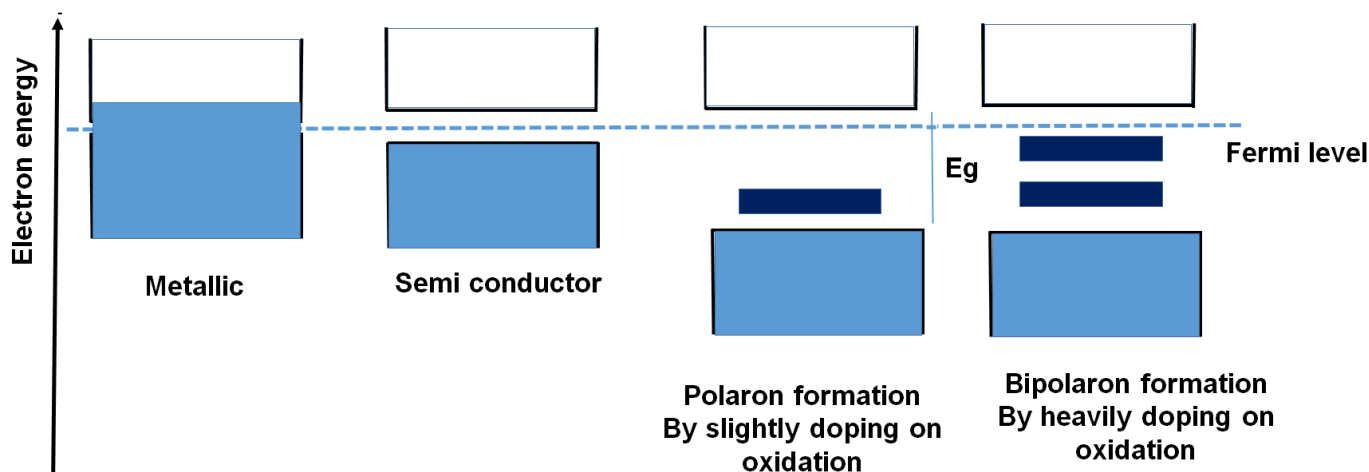 Electron energy
Fermi level
Eg
Metallic
Semi conductor
Polaron formation
By slightly doping on
oxidation
Bipolaron formation
By heavily doping on
oxidation